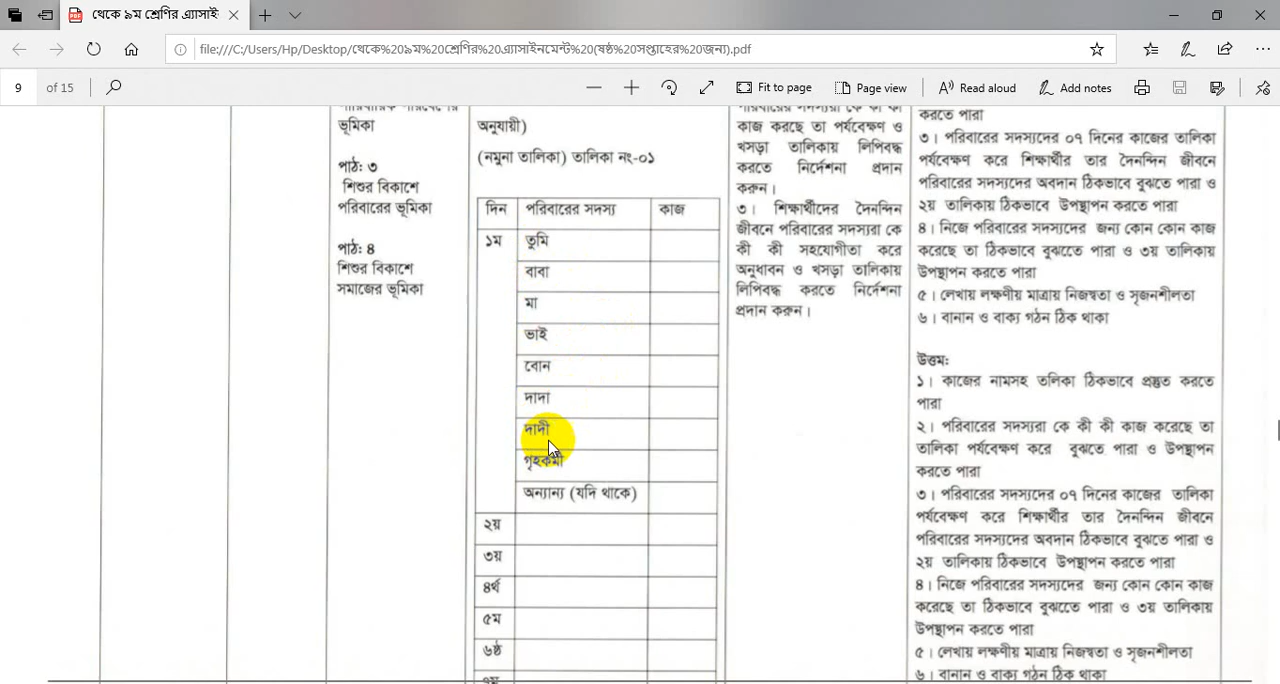 থেকে ৯ম শ্রেণির এ্যাসাই
file:///C:/Users/Hp/Desktop/থেকে%20৯ম%20শ্রেণির%20এ্যাসাইনমেন্ট%20(ষষ্ঠ%20সপ্তাহের%20জন্য).pdf
9 of 15
Fit to page
Page view
Read aloud
Add notes
ভূমিকা
পাঠ: ৩
শিশুর বিকাশে
পরিবারের ভূমিকা
পাঠ: ৪
শিশুর বিকাশে
সমাজের ভূমিকা
অনুযায়ী)
(নমুনা তালিকা) তালিকা নং-০১
দিন পরিবারের সদস্য কাজ
১ম তুমি
বাবা
মা
ভাই
বোন
দাদা
দাদী
গৃহকর্মী
অন্যান্য (যদি থাকে)
২য়
৩য়
৪র্থ
৫ম
৬ষ্ঠ
৭ম
পরিবারের সদস্যরা কে কী কী
কাজ করছে তা পর্যবেক্ষণ ও
খসড়া তালিকায় লিপিবদ্ধ
করতে নির্দেশনা প্রদান
করুন।
৩। শিক্ষার্থীদের দৈনন্দিন
জীবনে পরিবারের সদস্যরা কে
কী কী সহযোগীতা করে
অনুধাবন ও খসড়া তালিকায়
লিপিবদ্ধ করতে নির্দেশনা
প্রদান করুন।
করতে পারা
৩। পরিবারের সদস্যদের ০৭ দিনের কাজের তালিকা
পর্যবেক্ষণ করে শিক্ষার্থীর তার দৈনন্দিন জীবনে
পরিবারের সদস্যদের অবদান ঠিকভাবে বুঝতে পারা ও
২য় তালিকায় ঠিকভাবে উপস্থাপন করতে পারা
৪। নিজে পরিবারের সদস্যদের জন্য কোন কোন কাজ
করেছে তা ঠিকভাবে বুঝতেে পারা ও ৩য় তালিকায়
উপস্থাপন করতে পারা
৫। লেখায় লক্ষণীয় মাত্রায় নিজস্বতা ও সৃজনশীলতা
৬। বানান ও বাক্য গঠন ঠিক থাকা
উত্তম:
১। কাজের নামসহ তলিকা ঠিকভাবে প্রস্তুত করতে
পারা
২। পরিবারের সদস্যরা কে কী কী কাজ করেছে তা
তালিকা পর্যবেক্ষণ করে বুঝতে পারা ও উপস্থাপন
করতে পারা
৩। পরিবারের সদস্যদের ০৭ দিনের কাজের তালিকা
পর্যবেক্ষণ করে শিক্ষার্থীর তার দৈনন্দিন জীবনে
পরিবারের সদস্যদের অবদান ঠিকভাবে বুঝতে পারা ও
২য় তালিকায় ঠিকভাবে উপস্থাপন করতে পারা
৪। নিজে পরিবারের সদস্যদের জন্য কোন কোন কাজ
করেছে তা ঠিকভাবে বুঝতেে পারা ও ৩য় তালিকায়
উপস্থাপন করতে পারা
৫। লেখায় লক্ষণীয় মাত্রায় নিজস্বতা ও সৃজনশীলতা
৬। বানান ও বাক্য গঠন ঠিক থাকা